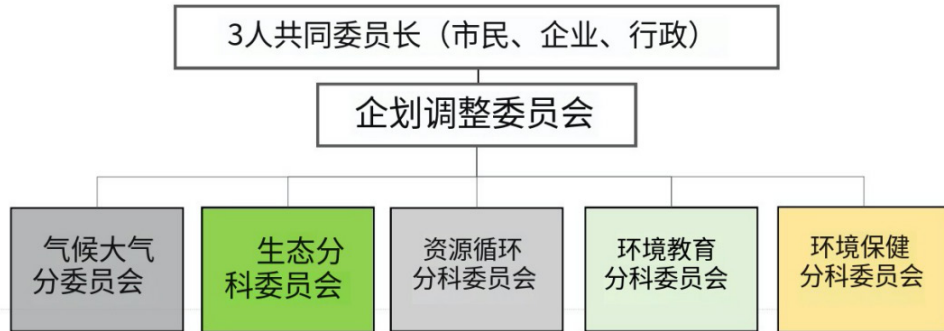 3人共同委员长（市民、企业、行政）
企划调整委员会
气候大气
分委员会
生态分
科委员会
资源循环
分科委员会
环境教育
分科委员会
环境保健
分科委员会